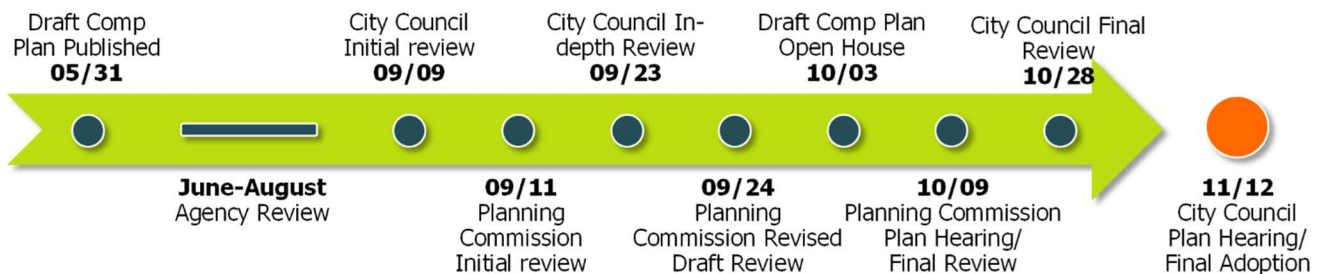 Draft Comp
Plan Published
05/31
City Council
Initial review
09/09
City Council In-
depth Review
09/23
Draft Comp Plan
Open House
10/03
City Council Final
Review
10/28
June-August
Agency Review
09/11
Planning
Commission
Initial review
09/24
Planning
Commission Revised
Draft Review
10/09
Planning Commission
Plan Hearing/
Final Review
11/12
City Council
Plan Hearing/
Final Adoption